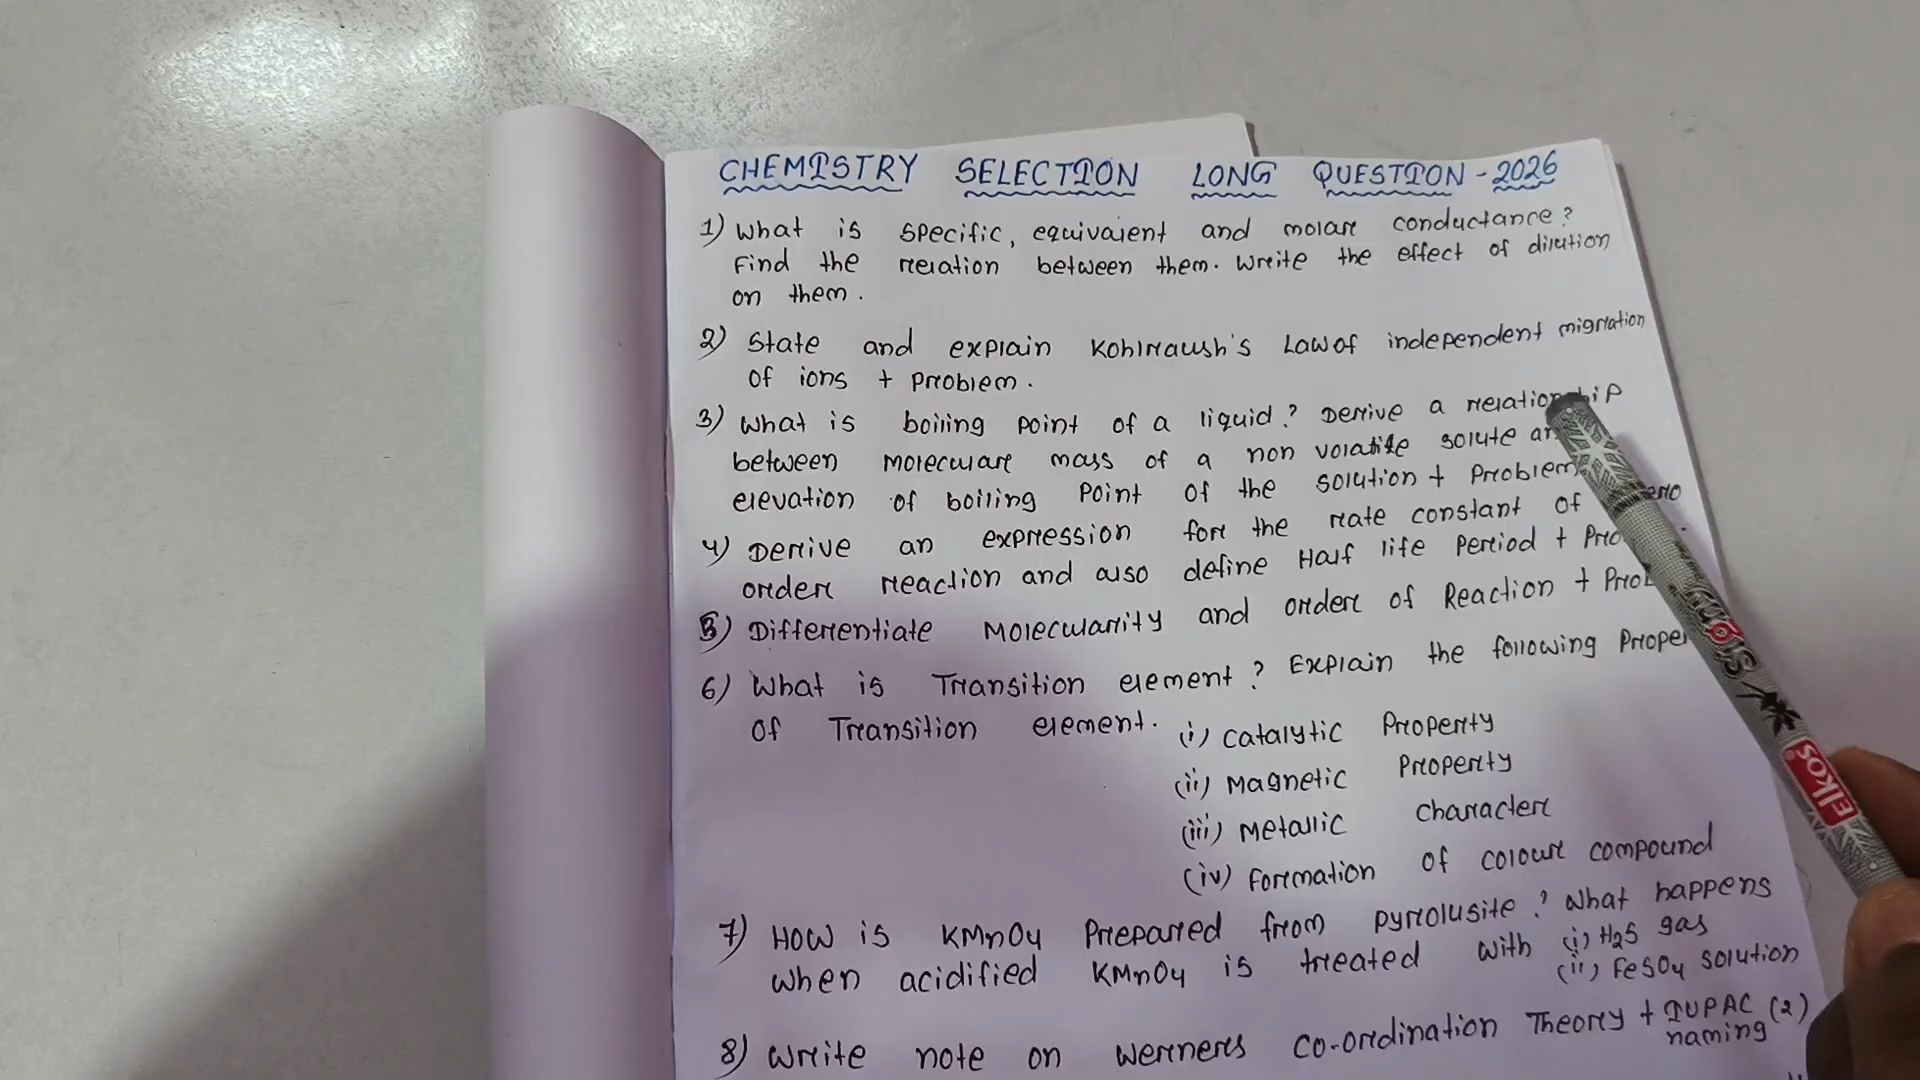 CHEMISTRY SELECTION LONG QUESTION - 2026
1) What is specific, equivalent and molar conductance?
Find the relation between them. Write the effect of dilution
on them.
2) State and explain Kohlraush's Law of independent migration
of ions + Problem.
3) What is boiling point of a liquid? Derive a relationship
between molecular mass of a non volatile solute
elevation of boiling point of the solution + Problem
4) Derive an expression for the rate constant of
order reaction and also define Half life Period +
5) Differentiate Molecularity and order of Reaction +
6) What is Transition element? Explain the following
of Transition element.
(i) Catalytic Property
(ii) Magnetic Property
(iii) Metallic Character
(iv) Formation of colour compound
7) How is KMnO4 Prepared from pyrolusite? What happens
when acidified KMnO4 is treated with (i) H2S gas
(ii) FeSO4 solution
8) Write note on werners co-ordination Theory + IUPAC (2)
naming
Elkos